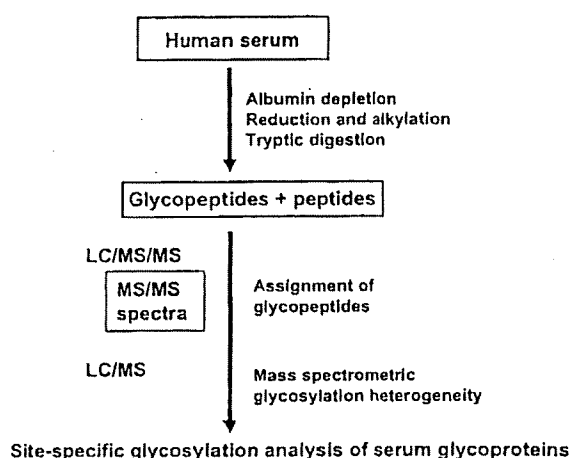 Human serum
Albumin depletion
Reduction and alkylation
Tryptic digestion
Glycopeptides + peptides
LC/MS/MS
MS/MS
spectra
Assignment of
glycopeptides
LC/MS
Mass spectrometric
glycosylation heterogeneity
Site-specific glycosylation analysis of serum glycoproteins